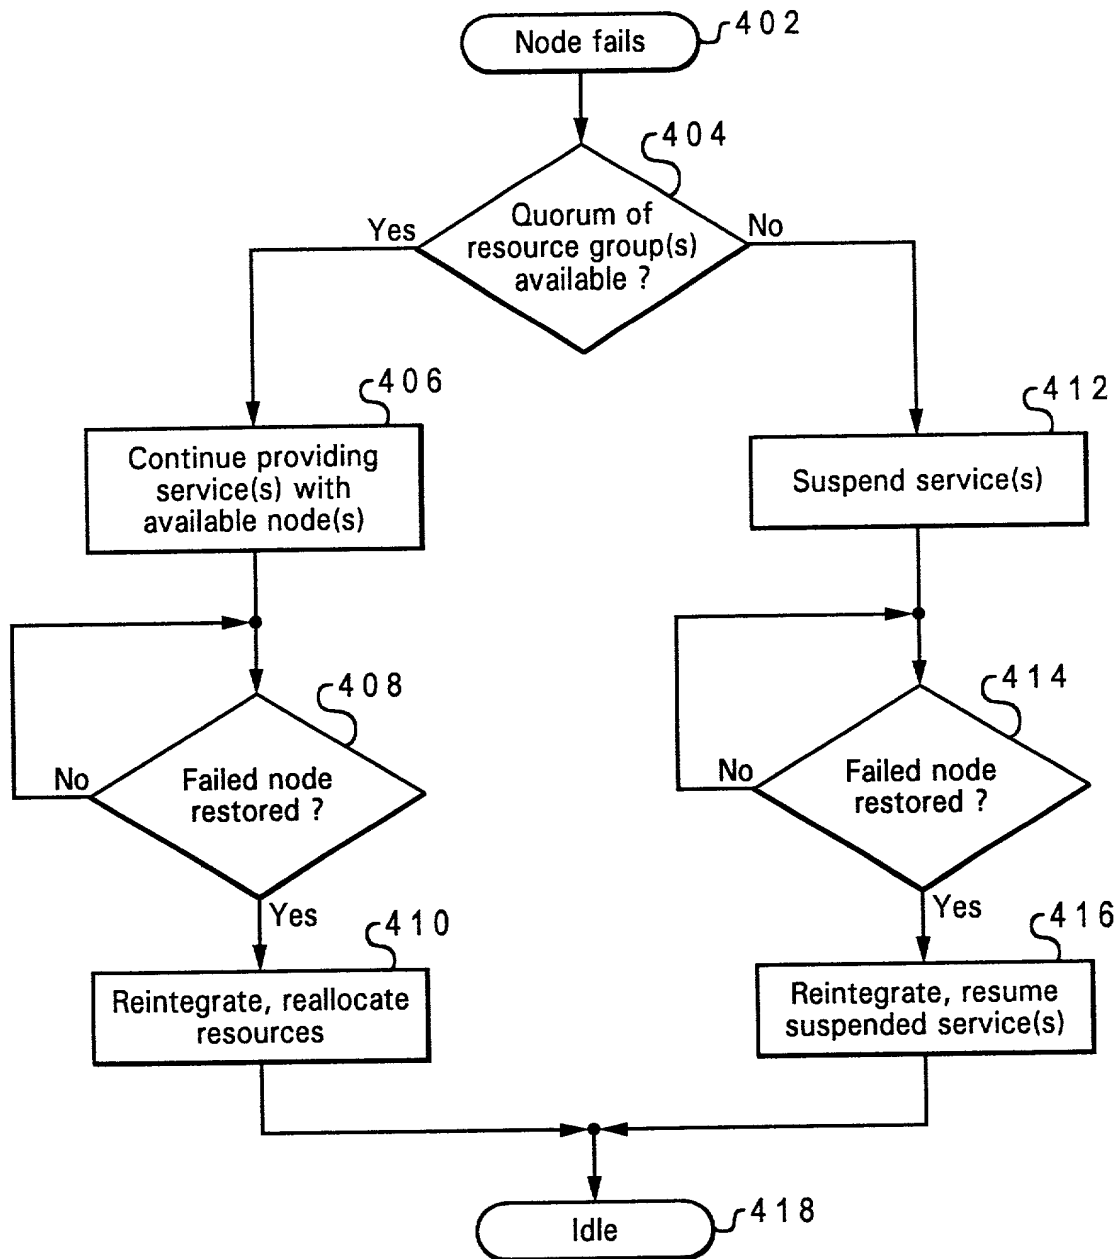 Node fails
402
404
Quorum of
resource group(s)
available ?
Yes
No
406
Continue providing
service(s) with
available node(s)
412
Suspend service(s)
408
Failed node
restored ?
No
Yes
414
Failed node
restored ?
No
Yes
410
Reintegrate, reallocate
resources
416
Reintegrate, resume
suspended service(s)
Idle
418